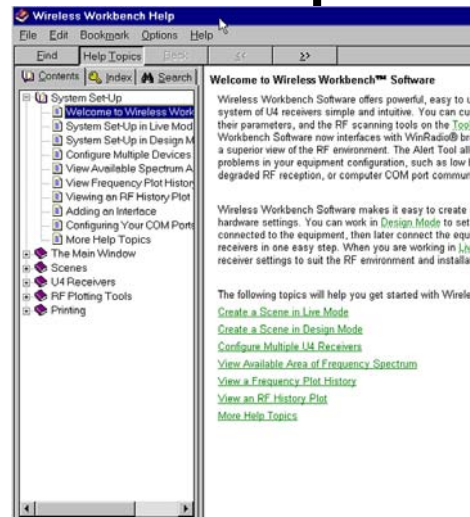 Wireless Workbench Help
File Edit Bookmark Options Help
Find Help Topics Back << >>
Contents Index Search
System Set-Up
Welcome to Wireless Work
System Set-Up in Live Mod
System Set-Up in Design M
Configure Multiple Devices
View Available Spectrum A
View Frequency Plot History
Viewing an RF History Plot
Adding an Interface
Configuring Your COM Ports
More Help Topics
The Main Window
Scenes
U4 Receivers
RF Plotting Tools
Printing
Welcome to Wireless Workbench™ Software
Wireless Workbench Software offers powerful, easy to u
system of U4 receivers simple and intuitive. You can cu
their parameters, and the RF scanning tools on the Tool
Workbench Software now interfaces with WinRadio® br
a superior view of the RF environment. The Alert Tool all
problems in your equipment configuration, such as low
degraded RF reception, or computer COM port commun
Wireless Workbench Software makes it easy to create
hardware settings. You can work in Design Mode to set
connected to the equipment, then later connect the equ
receivers in one easy step. When you are working in Liv
receiver settings to suit the RF environment and installa
The following topics will help you get started with Wirele
Create a Scene in Live Mode
Create a Scene in Design Mode
Configure Multiple U4 Receivers
View Available Area of Frequency Spectrum
View a Frequency Plot History
View an RF History Plot
More Help Topics